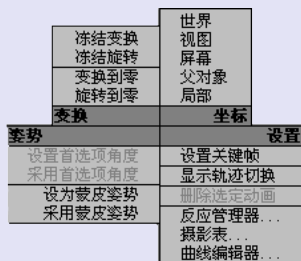 世界
视图
屏幕
父对象
局部
冻结变换
冻结旋转
变换到零
旋转到零
变换
坐标
姿势
设置
设置首选项角度
采用首选项角度
设为蒙皮姿势
采用蒙皮姿势
设置关键帧
显示轨迹切换
删除选定动画
反应管理器...
摄影表...
曲线编辑器...